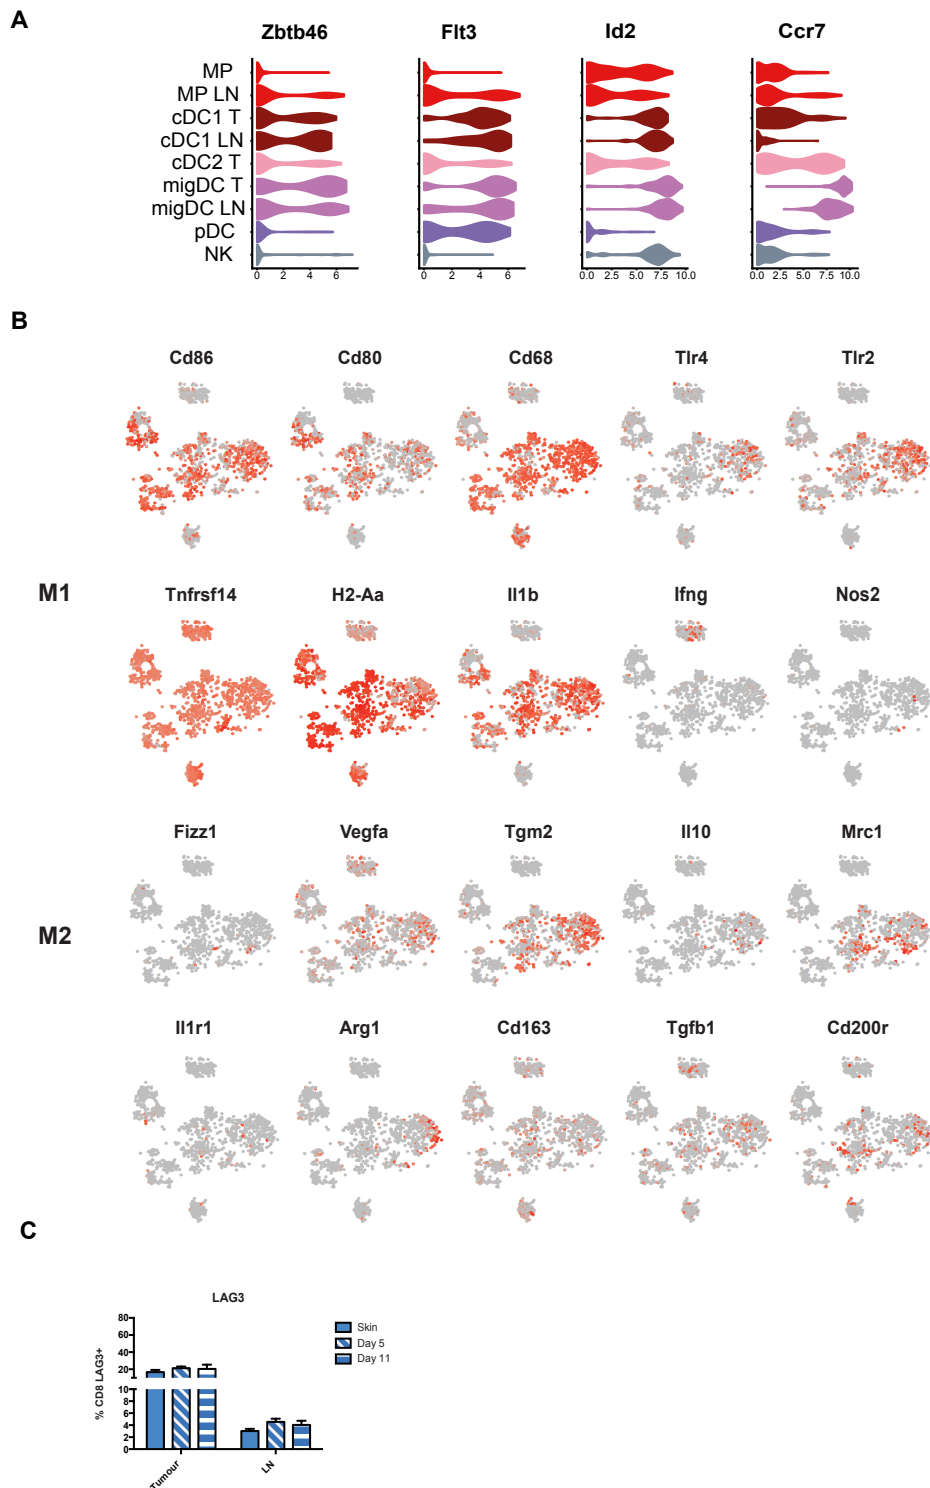 A
Zbtb46 Flt3 Id2 Ccr7
MP
MP LN
cDC1 T
cDC1 LN
cDC2 T
migDC T
migDC LN
pDC
NK
0 2 4 6 0 2 4 6 0.0 2.5 5.0 7.5 0.0 2.5 5.0 7.5 10.0
B
Cd86 Cd80 Cd68 Tlr4 Tlr2
M1
Tnfrsf14 H2-Aa Il1b Ifng Nos2
Fizz1 Vegfa Tgm2 Il10 Mrc1
M2
Il1r1 Arg1 Cd163 Tgfb1 Cd200r
C
LAG3
% CD8 LAG3+
80
60
40
20
10
8
6
4
2
0
Tumour LN
Skin
Day 5
Day 11